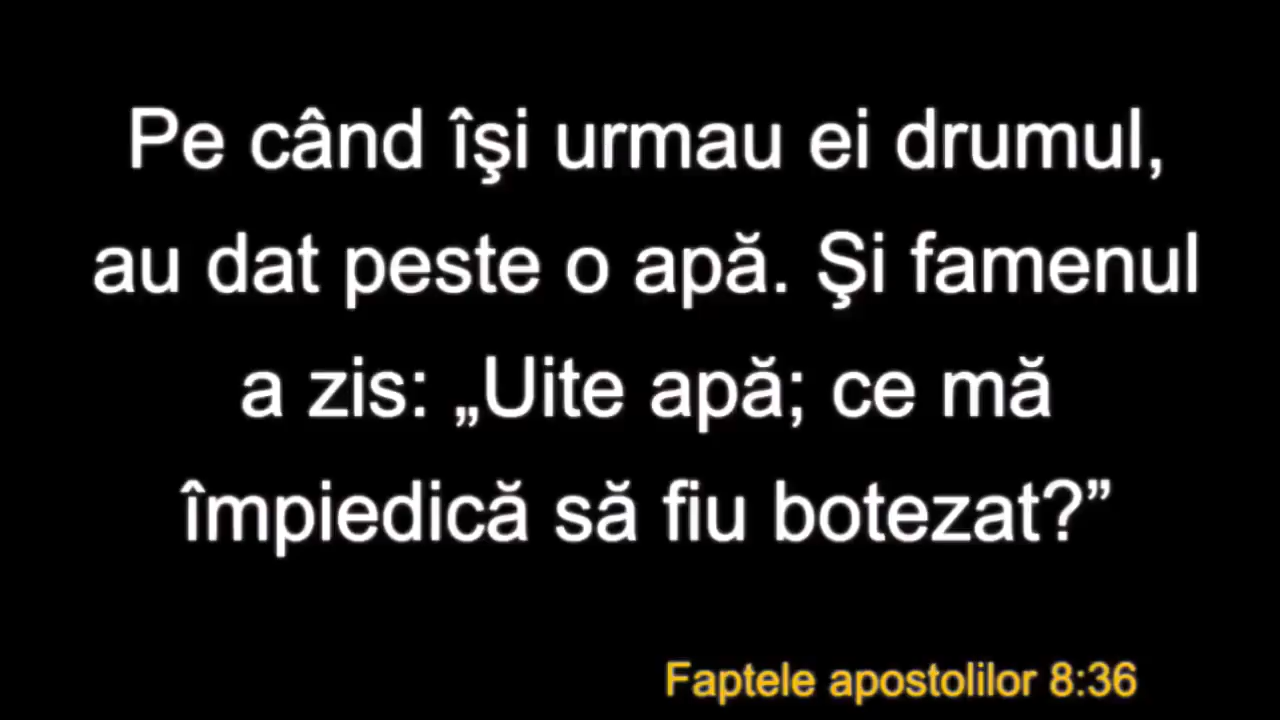 Pe când îşi urmau ei drumul,
au dat peste o apă. Şi famenul
a zis: „Uite apă; ce mă
împiedică să fiu botezat?”
Faptele apostolilor 8:36